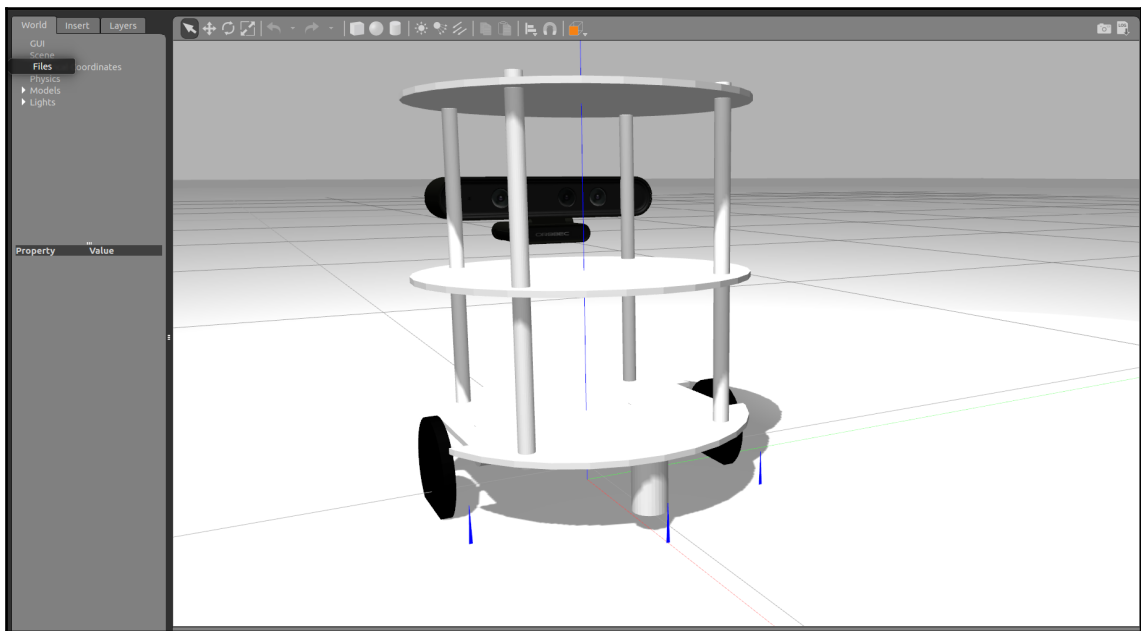 World Insert Layers
GUI
Scene
Files oordinates
Physics
Models
Lights
Property Value